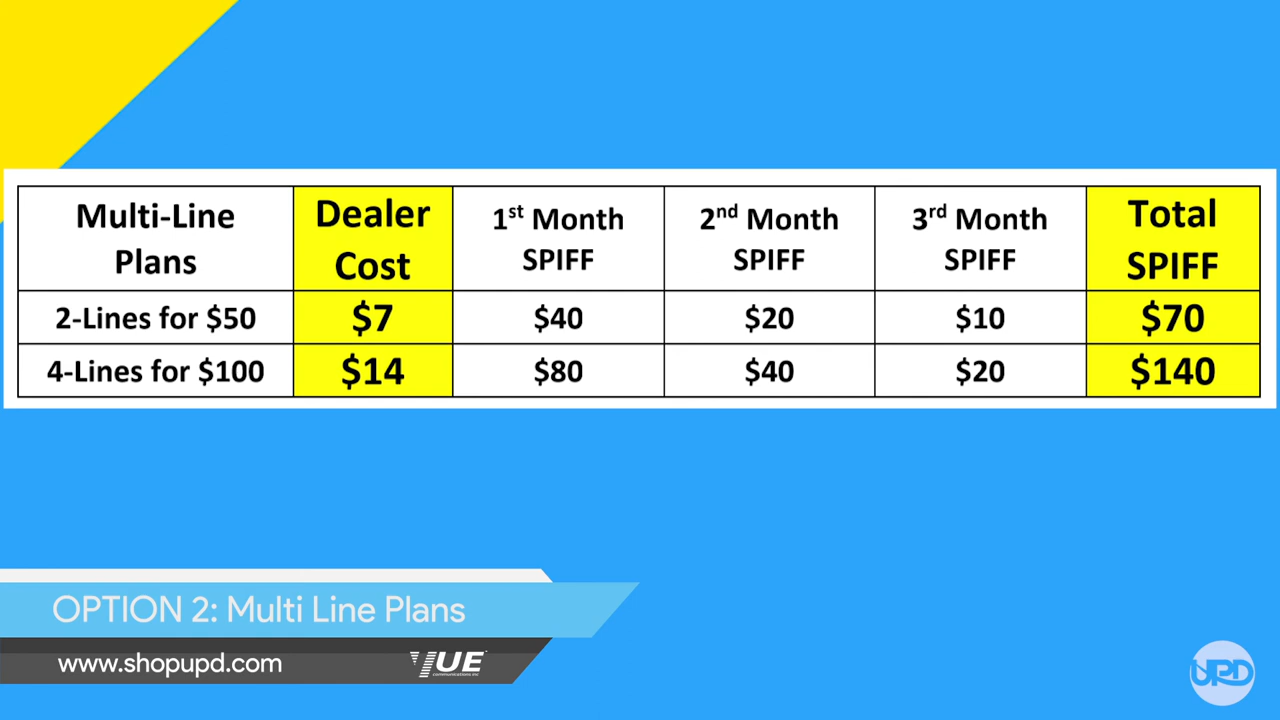 Multi-Line Plans
Dealer Cost
1st Month SPIFF
2nd Month SPIFF
3rd Month SPIFF
Total SPIFF
2-Lines for $50 $7 $40 $20 $10 $70
4-Lines for $100 $14 $80 $40 $20 $140
OPTION 2: Multi Line Plans
www.shopupd.com
VUE
communications inc
UPD